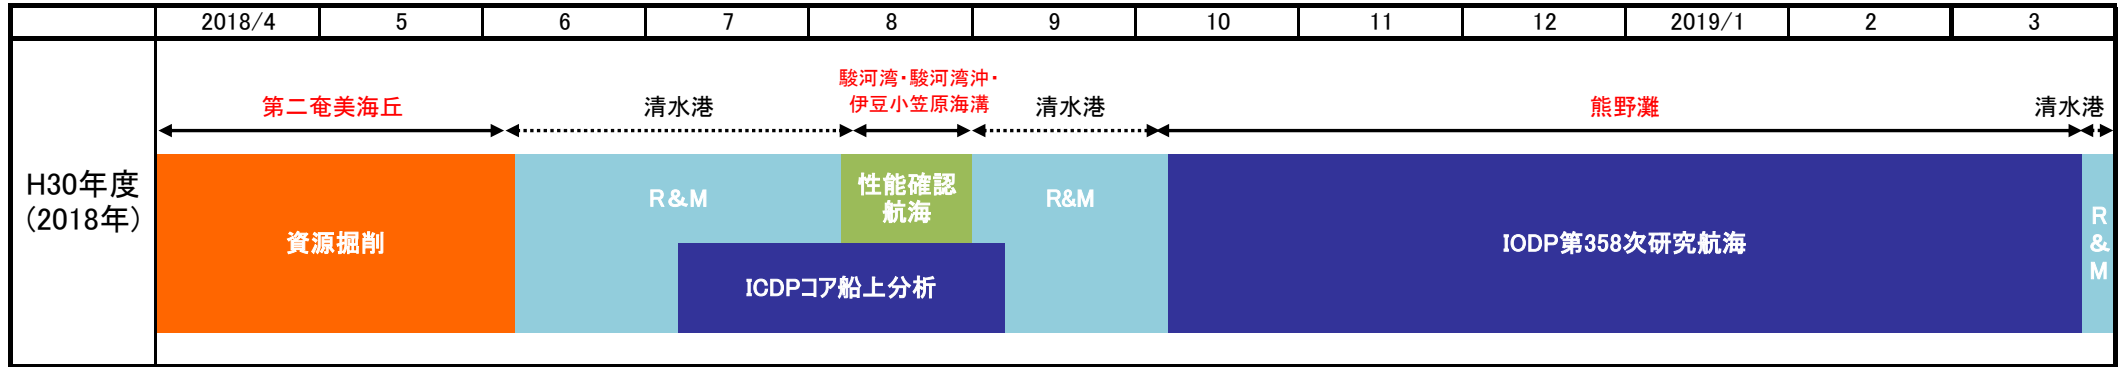 2018/4 5 6 7 8 9 10 11 12 2019/1 2 3
第二奄美海丘
清水港
駿河湾・駿河湾沖・
伊豆小笠原海溝
清水港
熊野灘
清水港
H30年度
(2018年)
資源掘削
R&M
性能確認
航海
R&M
ICDPコア船上分析
IODP第358次研究航海
R
&
M